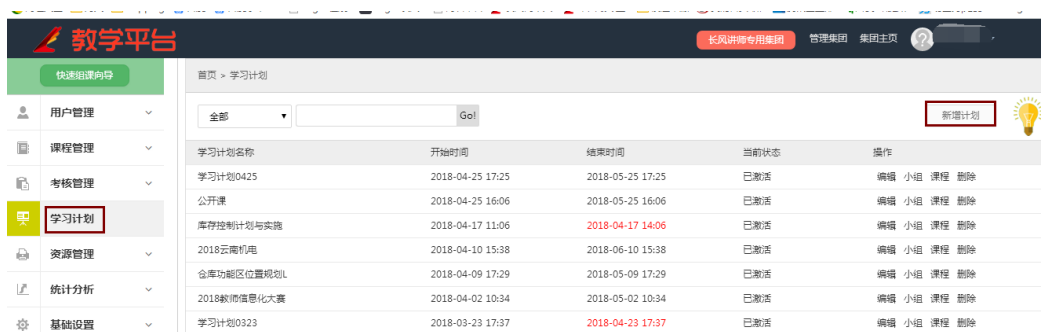 教学平台 长风讲师专用集团 管理集团 集团主页
快速组课向导 首页 > 学习计划
用户管理
全部 Go! 新增计划
课程管理
学习计划名称 开始时间 结束时间 当前状态 操作
考核管理
学习计划0425 2018-04-25 17:25 2018-05-25 17:25 已激活 编辑 小组 课程 删除
公开课 2018-04-25 16:06 2018-05-25 16:06 已激活 编辑 小组 课程 删除
学习计划
库存控制计划与实施 2018-04-17 11:06 2018-04-17 14:06 已激活 编辑 小组 课程 删除
资源管理
2018云南机电 2018-04-10 15:38 2018-06-10 15:38 已激活 编辑 小组 课程 删除
仓库功能区位置规划L 2018-04-09 17:29 2018-05-09 17:29 已激活 编辑 小组 课程 删除
统计分析
2018教师信息化大赛 2018-04-02 10:34 2018-05-02 10:34 已激活 编辑 小组 课程 删除
基础设置
学习计划0323 2018-03-23 17:37 2018-04-23 17:37 已激活 编辑 小组 课程 删除